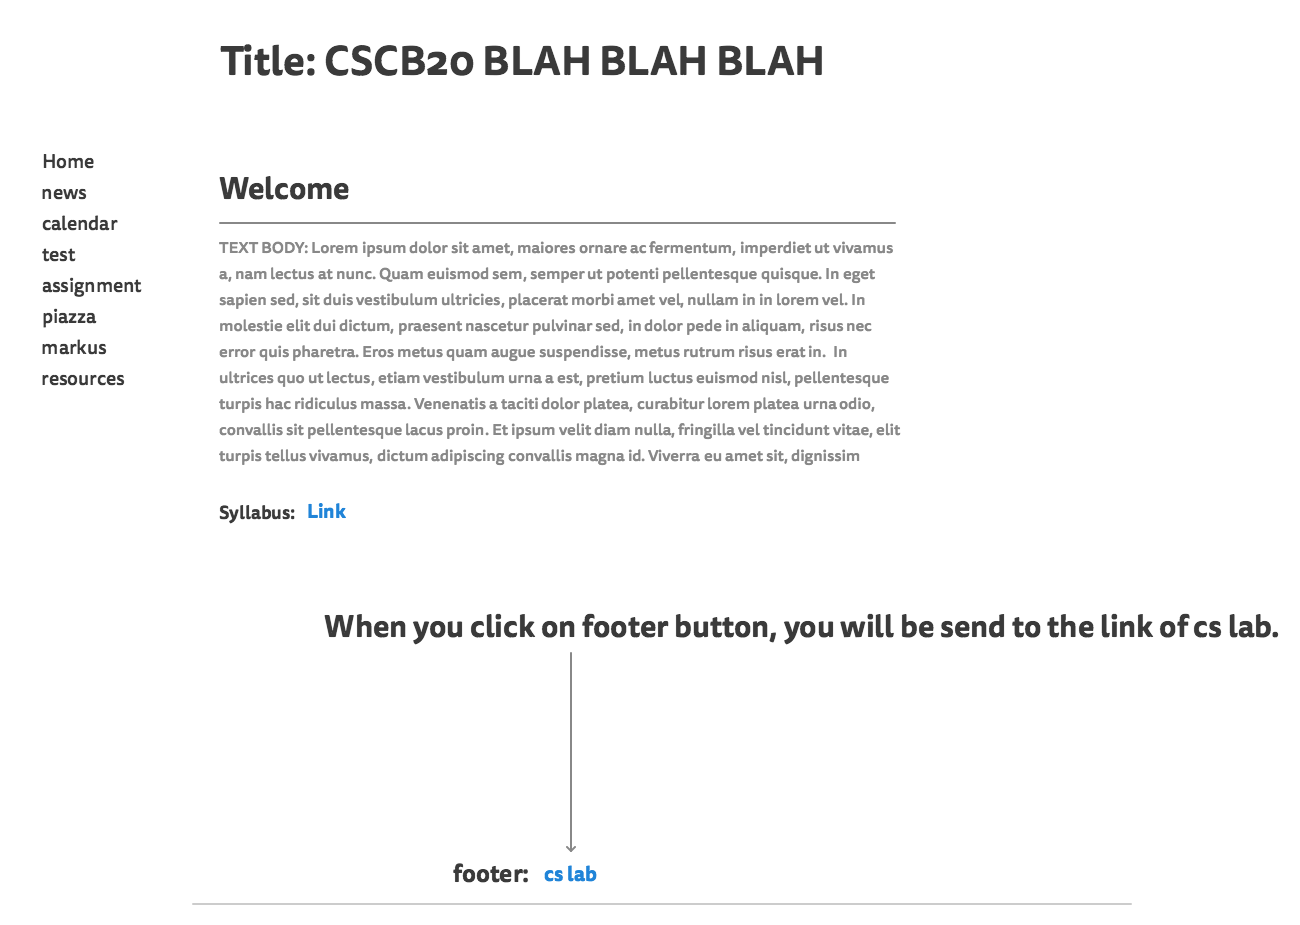 Title: CSCB20 BLAH BLAH BLAH
Home
news
calendar
test
assignment
piazza
markus
resources
Welcome
TEXT BODY: Lorem ipsum dolor sit amet, maiores ornare ac fermentum, imperdiet ut vivamus
a, nam lectus at nunc. Quam euismod sem, semper ut potenti pellentesque quisque. In eget
sapien sed, sit duis vestibulum ultricies, placerat morbi amet vel, nullam in in lorem vel. In
molestie elit dui dictum, praesent nascetur pulvinar sed, in dolor pede in aliquam, risus nec
error quis pharetra. Eros metus quam augue suspendisse, metus rutrum risus erat in.  In
ultrices quo ut lectus, etiam vestibulum urna a est, pretium luctus euismod nisl, pellentesque
turpis hac ridiculus massa. Venenatis a taciti dolor platea, curabitur lorem platea urna odio,
convallis sit pellentesque lacus proin. Et ipsum velit diam nulla, fringilla vel tincidunt vitae, elit
turpis tellus vivamus, dictum adipiscing convallis magna id. Viverra eu amet sit, dignissim
Syllabus: Link
When you click on footer button, you will be send to the link of cs lab.
footer: cs lab